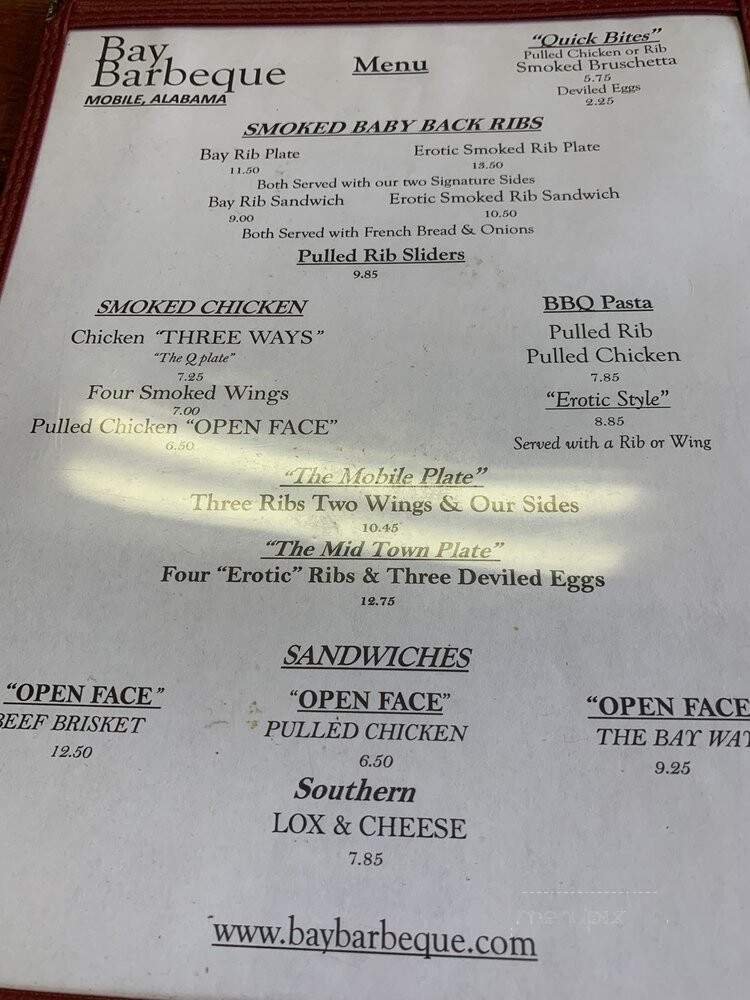 Bay
Barbeque
MOBILE, ALABAMA
Menu
"Quick Bites"
Pulled Chicken or Rib
Smoked Bruschetta
5.75
Deviled Eggs
2.25
SMOKED BABY BACK RIBS
Bay Rib Plate
11.50
Erotic Smoked Rib Plate
13.50
Both Served with our two Signature Sides
Bay Rib Sandwich
9.00
Erotic Smoked Rib Sandwich
10.50
Both Served with French Bread & Onions
Pulled Rib Sliders
9.85
SMOKED CHICKEN
Chicken "THREE WAYS"
"The Q plate"
7.25
Four Smoked Wings
7.00
Pulled Chicken "OPEN FACE"
6.50
BBQ Pasta
Pulled Rib
Pulled Chicken
7.85
"Erotic Style"
8.85
Served with a Rib or Wing
"The Mobile Plate"
Three Ribs Two Wings & Our Sides
10.45
"The Mid Town Plate"
Four "Erotic" Ribs & Three Deviled Eggs
12.75
SANDWICHES
"OPEN FACE"
BEEF BRISKET
12.50
"OPEN FACE"
PULLED CHICKEN
6.50
"OPEN FACE
THE BAY WAY
9.25
Southern
LOX & CHEESE
7.85
www.baybarbeque.com
menupix